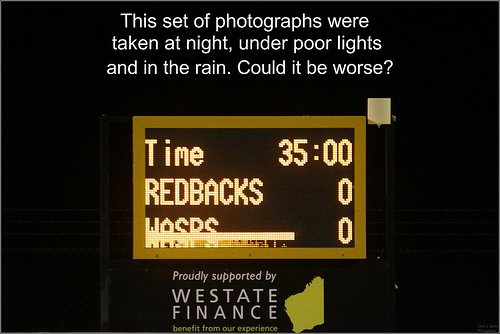 This set of photographs were
taken at night, under poor lights
and in the rain. Could it be worse?
Time 35:00
REDBACKS 0
WASPS 0
Proudly supported by
WESTATE
FINANCE
benefit from our experience